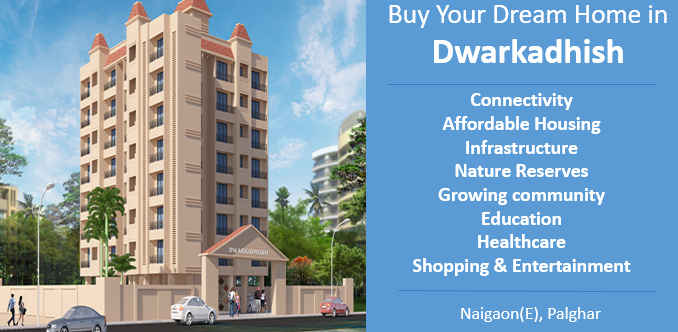 Buy Your Dream Home in
Dwarkadhish
Connectivity
Affordable Housing
Infrastructure
Nature Reserves
Growing community
Education
Healthcare
Shopping & Entertainment
Naigaon(E), Palghar
DWARKADHISH